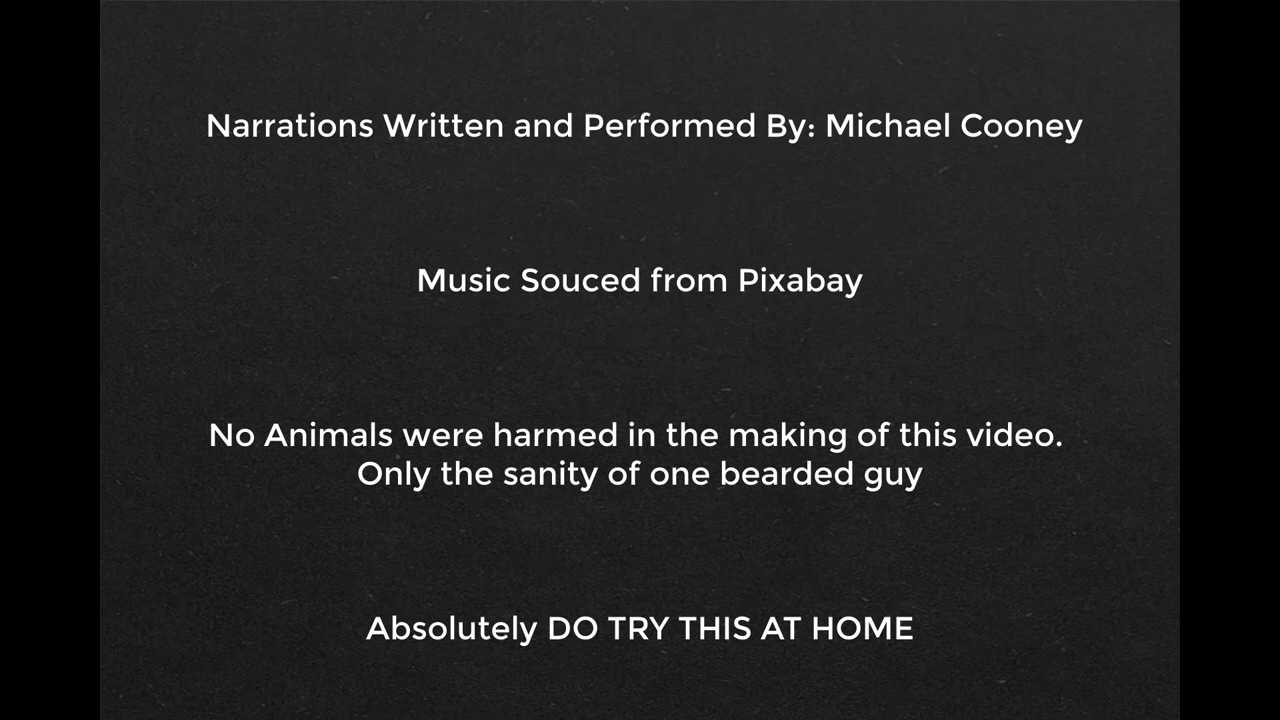 Narrations Written and Performed By: Michael Cooney
Music Souced from Pixabay
No Animals were harmed in the making of this video.
Only the sanity of one bearded guy
Absolutely DO TRY THIS AT HOME